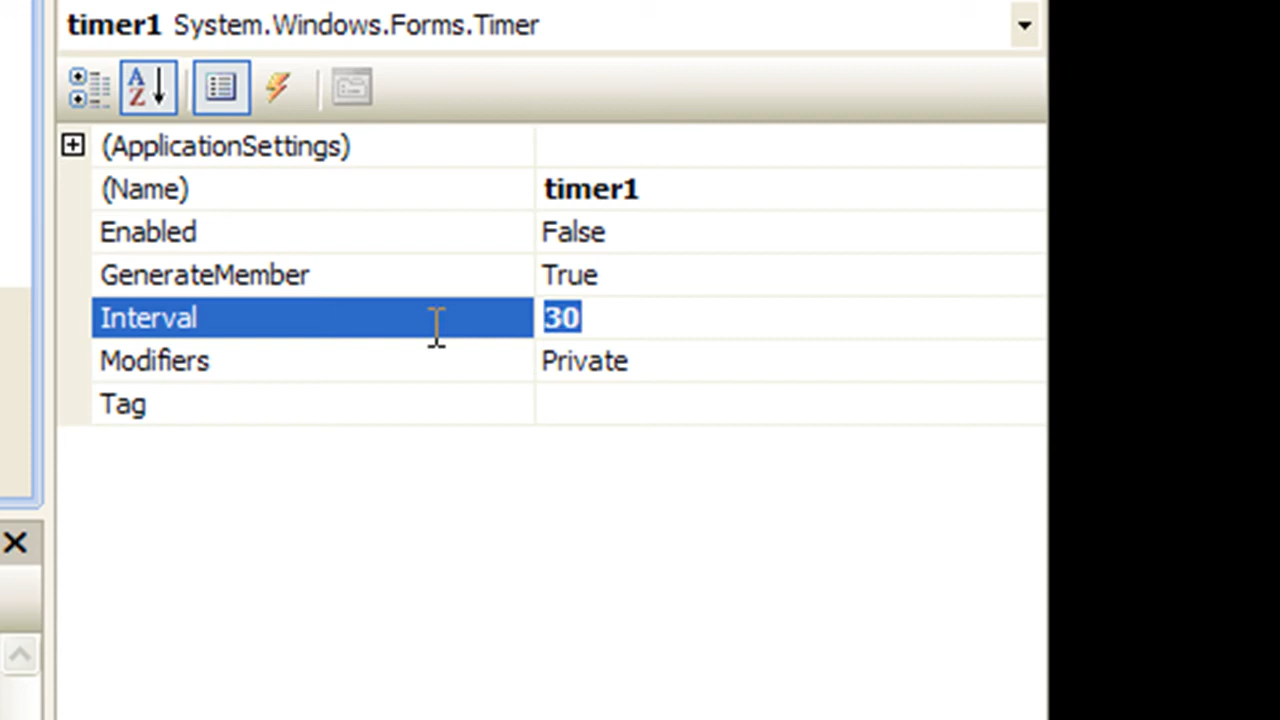 timer1 System.Windows.Forms.Timer
(ApplicationSettings)
(Name) timer1
Enabled False
GenerateMember True
Interval 30
Modifiers Private
Tag